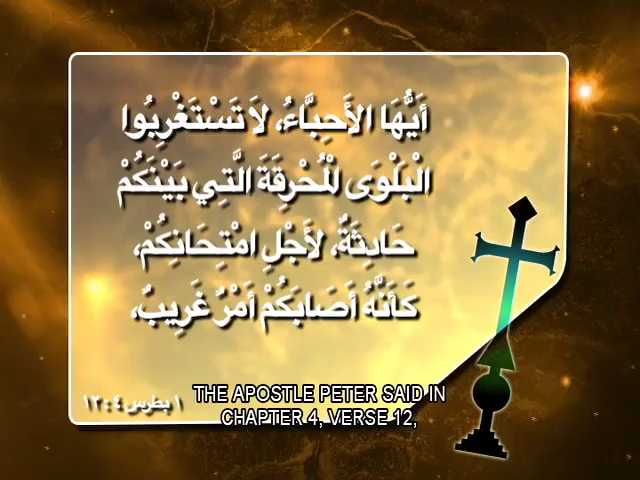 أَيُّهَا الأَحِبَّاءُ، لاَ تَسْتَغْرِبُوا
الْبَلْوَى الْمُحْرِقَةَ الَّتِي بَيْنَكُمْ
حَادِثَةٌ، لأَجْلِ امْتِحَانِكُمْ،
كَأَنَّهُ أَصَابَكُمْ أَمْرٌ غَرِيبٌ،
١ بطرس ٤: ١٢
THE APOSTLE PETER SAID IN
CHAPTER 4, VERSE 12,